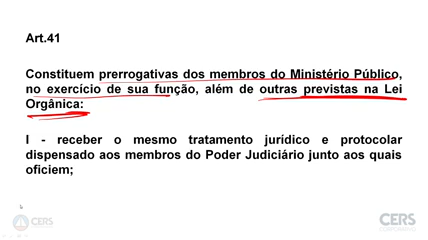 Art.41
Constituem prerrogativas dos membros do Ministério Público,
no exercício de sua função, além de outras previstas na Lei
Orgânica:
I - receber o mesmo tratamento jurídico e protocolar
dispensado aos membros do Poder Judiciário junto aos quais
oficiem;
CERS
CERS